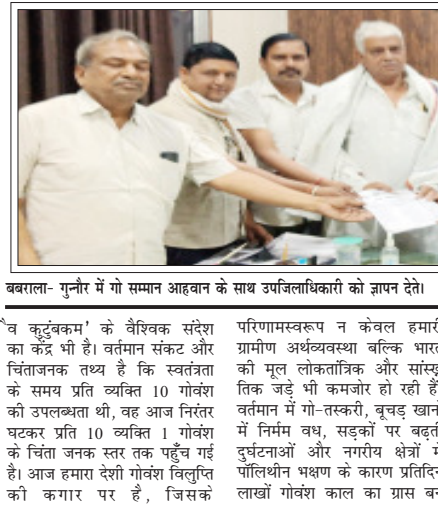 बबराला- गुन्नौर में गो सम्मान आहवान के साथ उपजिलाधिकारी को ज्ञापन देते।
व कूटुंबकम' के वैश्विक संदेश
का केंद्र भी है। वर्तमान संकट और
चिंताजनक तथ्य है कि स्वतंत्रता
के समय प्रति व्यक्ति 10 गोवंश
की उपलब्धता थी, वह आज निरंतर
घटकर प्रति 10 व्यक्ति 1 गोवंश
के चिंता जनक स्तर तक पहुँच गई
है। आज हमारा देशी गोवंश विलुप्ति
की कगार पर है, जिसके
परिणामस्वरूप न केवल हमारी
ग्रामीण अर्थव्यवस्था बल्कि भारत
की मूल लोकतांत्रिक और सांस्कृ
तिक जड़े भी कमजोर हो रही हैं
वर्तमान में गो-तस्करी, बूचड़ खानों
में निर्मम वध, सड़कों पर बढ़ती
दुर्घटनाओं और नगरीय क्षेत्रों में
पॉलिथीन भक्षण के कारण प्रतिदिन
लाखों गोवंश काल का ग्रास बन